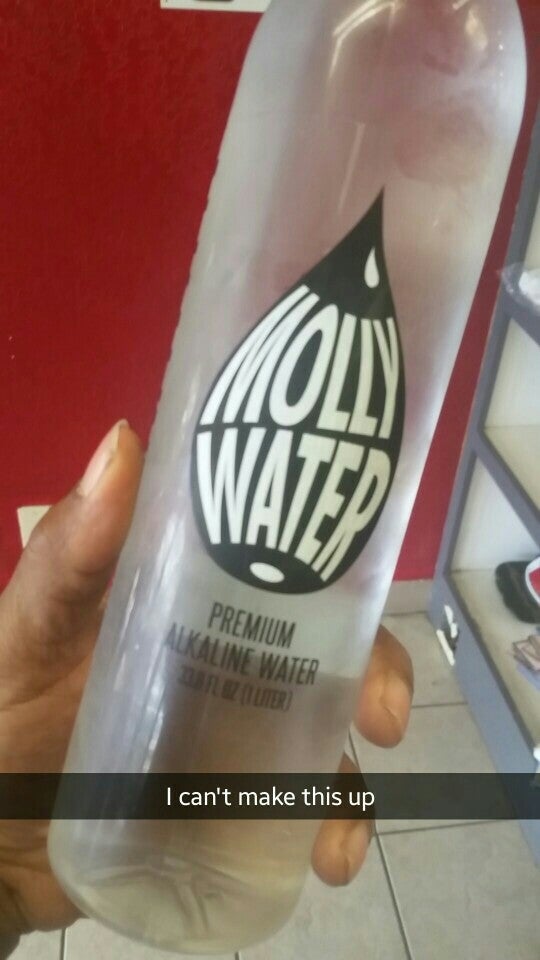 MOLLY
WATER
PREMIUM
ALKALINE WATER
33.8 FL OZ (1 LITER)
I can't make this up